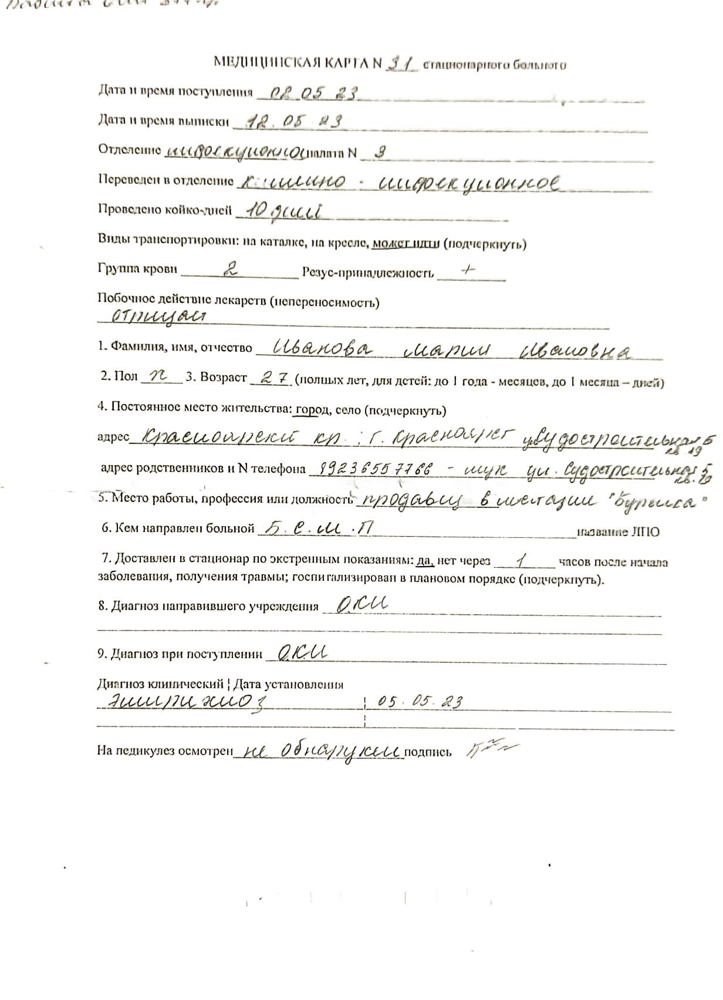 МЕДИЦИНСКАЯ КАРТА N 31 стационарного больного
Дата и время поступления 02 05 23
Дата и время выписки 12. 05 23
Отделение инфекционное палата N 3
Переведен в отделение кишечно - инфекционное
Проведено койко-дней 10 дней
Виды транспортировки: на каталке, на кресле, может идти (подчеркнуть)
Группа крови 2 Резус-принадлежность +
Побочное действие лекарств (непереносимость)
отрицает
1. Фамилия, имя, отчество Иванова Мария Ивановна
2. Пол 3. Возраст 27 (полных лет, для детей: до 1 года - месяцев, до 1 месяца – дней)
4. Постоянное место жительства: город, село (подчеркнуть)
адрес Красноярский кр. г. Красноярск ул Судостроительная 5
кв 19
адрес родственников и N телефона 89236557766 - муж ул. Судостроительная 5
кв. 19
5. Место работы, профессия или должность продавец в магазин
6. Кем направлен больной Б.С.М.П название ЛПО
7. Доставлен в стационар по экстренным показаниям: да, нет через 1 часов после начала
заболевания, получения травмы; госпитализирован в плановом порядке (подчеркнуть).
8. Диагноз направившего учреждения ОКИ
9. Диагноз при поступлении ОКИ
Диагноз клинический ¦ Дата установления
Эшерихиоз ¦ 05. 05. 23
¦
На педикулез осмотрен не обнаружен подпись